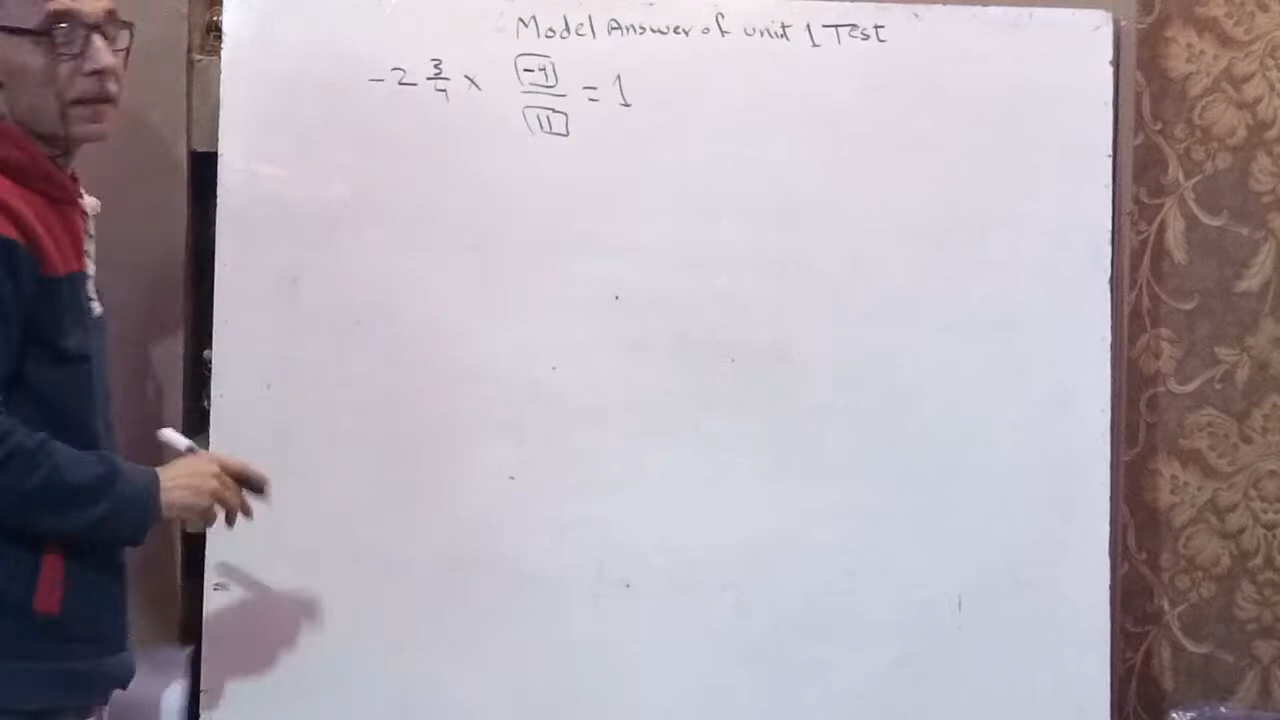 Model Answer of unit 1 Test
-2 3/4 × -4/11 = 1